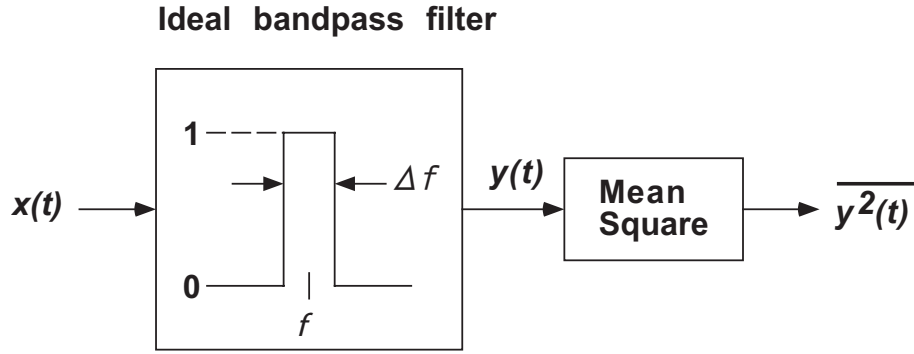 Ideal bandpass filter
1
Δf
0
f
x(t)
y(t)
Mean
Square
y²(t)